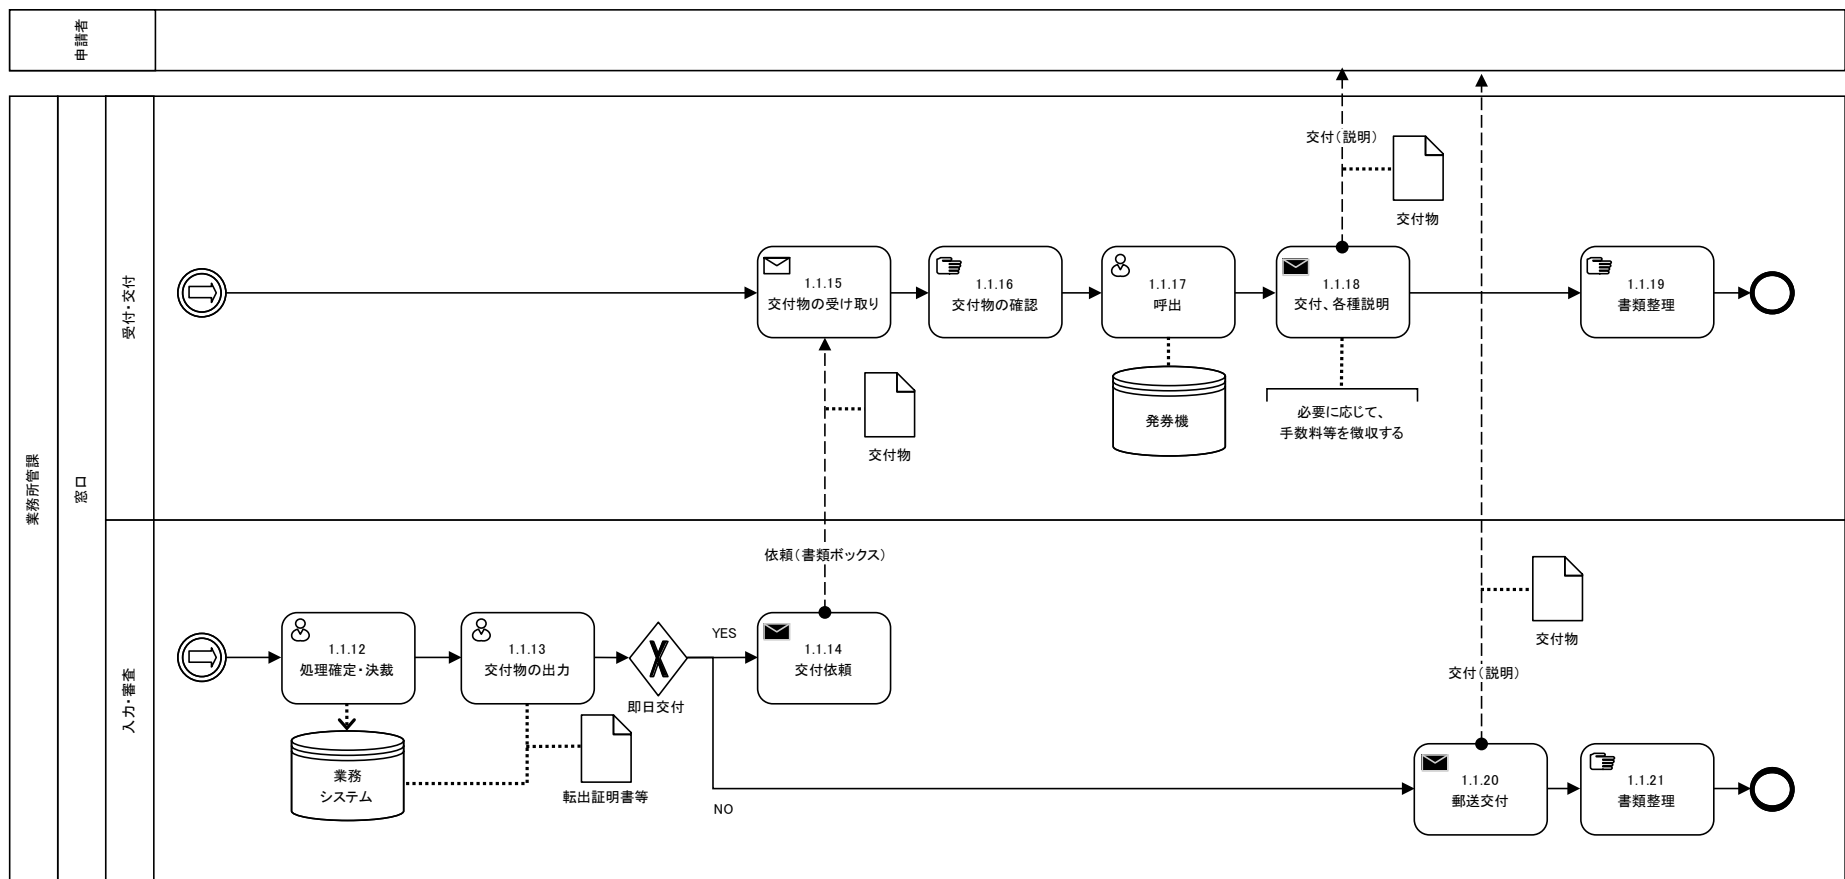 申請者
業務所管課
窓口
受付・交付
交付(説明)
交付物
1.1.15
交付物の受け取り
1.1.16
交付物の確認
1.1.17
呼出
1.1.18
交付、各種説明
1.1.19
書類整理
発券機
必要に応じて、
手数料等を徴収する
交付物
入力・審査
依頼(書類ボックス)
交付物
1.1.12
処理確定・決裁
1.1.13
交付物の出力
YES
即日交付
1.1.14
交付依頼
交付(説明)
業務
システム
転出証明書等
NO
1.1.20
郵送交付
1.1.21
書類整理